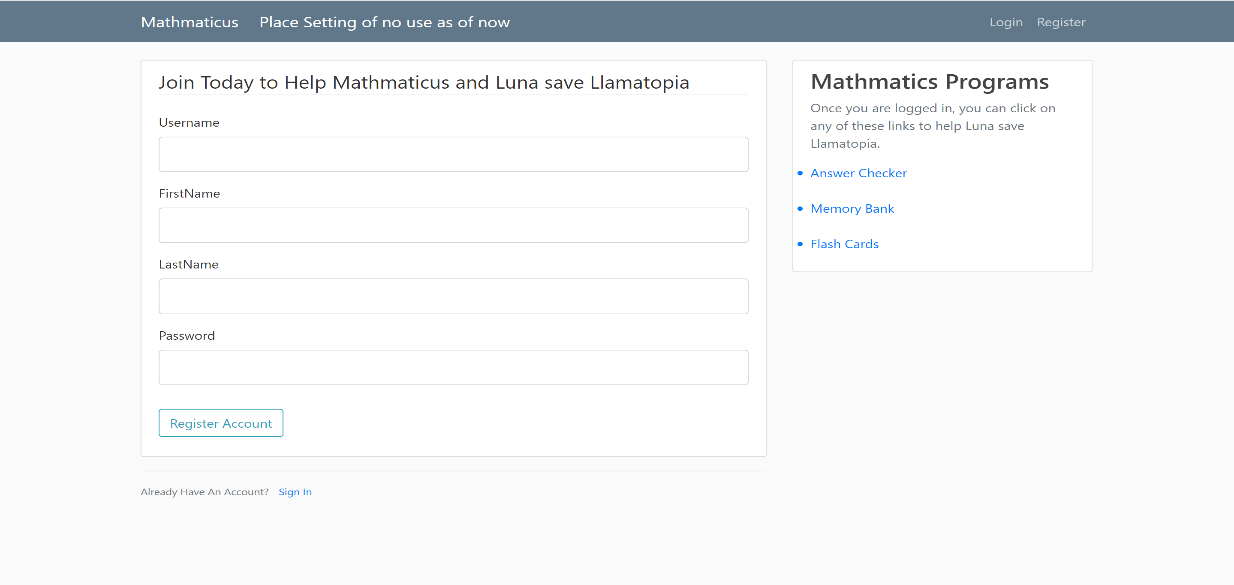 Mathmaticus Place Setting of no use as of now Login Register
Join Today to Help Mathmaticus and Luna save Llamatopia
Username
FirstName
LastName
Password
Register Account
Already Have An Account? Sign In
Mathmatics Programs
Once you are logged in, you can click on
any of these links to help Luna save
Llamatopia.
Answer Checker
Memory Bank
Flash Cards